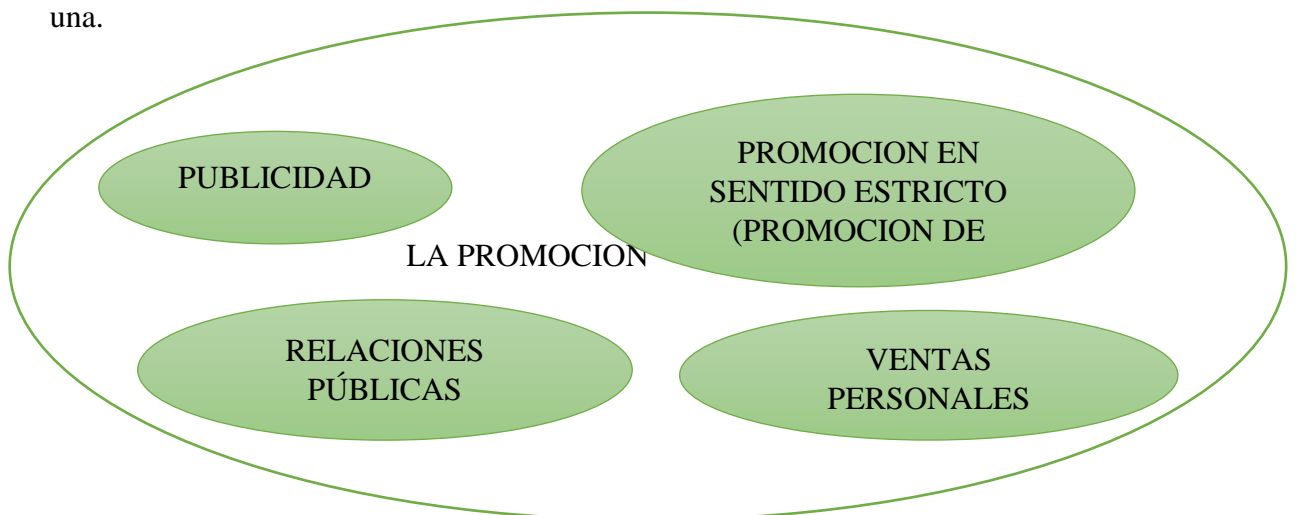 una.
PUBLICIDAD
PROMOCION EN
SENTIDO ESTRICTO
(PROMOCION DE
LA PROMOCION
RELACIONES
PÚBLICAS
VENTAS
PERSONALES